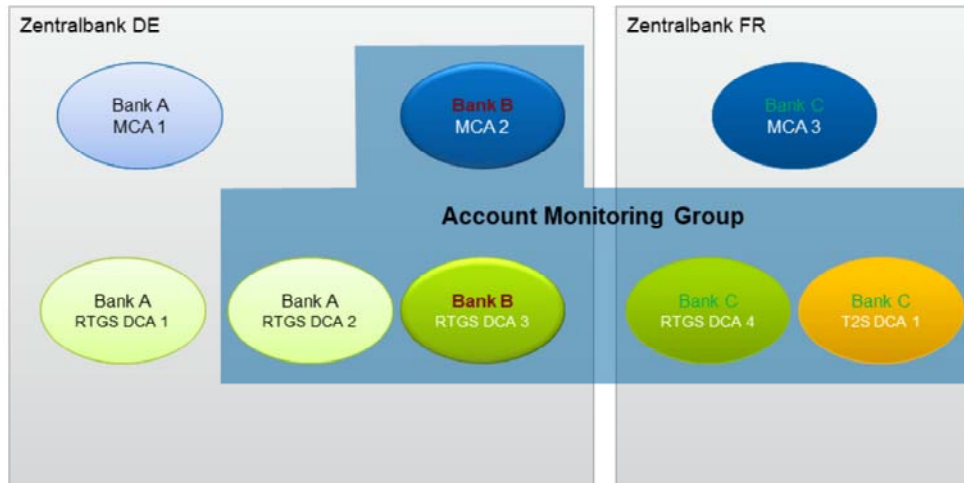 Zentralbank DE
Zentralbank FR
Bank A
MCA 1
Bank B
MCA 2
Bank C
MCA 3
Account Monitoring Group
Bank A
RTGS DCA 1
Bank A
RTGS DCA 2
Bank B
RTGS DCA 3
Bank C
RTGS DCA 4
Bank C
T2S DCA 1